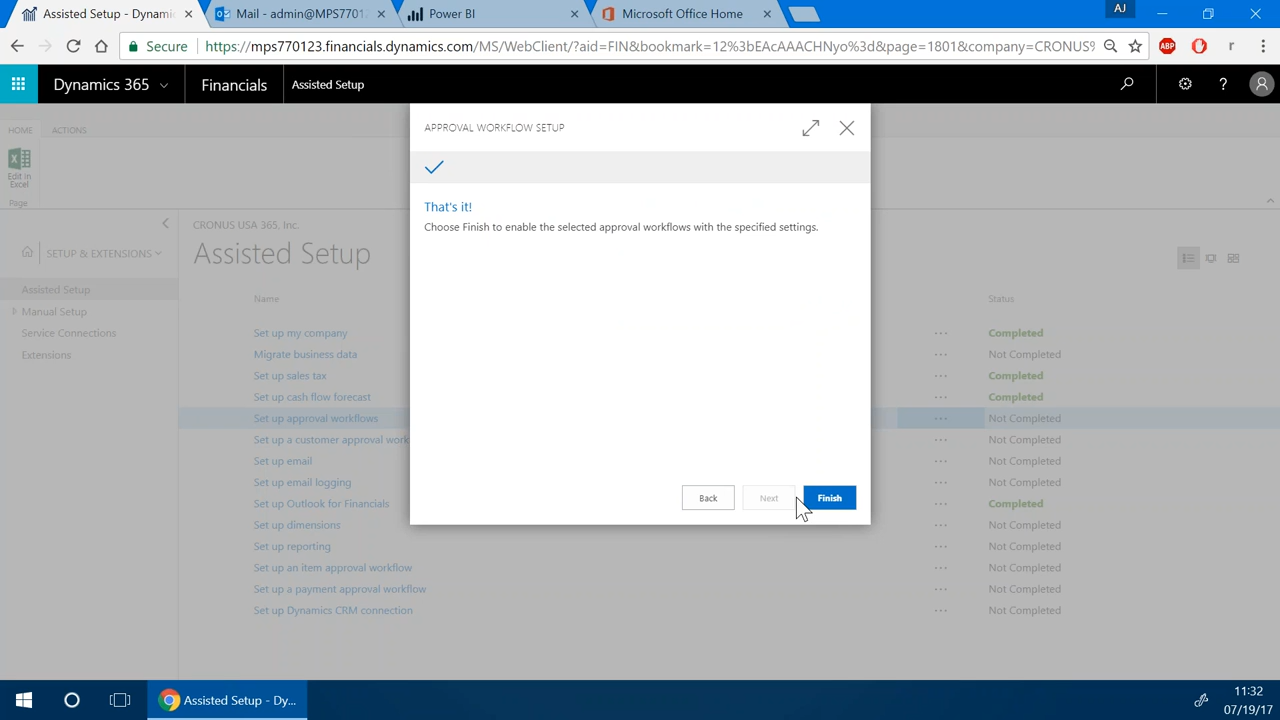 Assisted Setup - Dynamic
Mail - admin@MPS7701
Power BI
Microsoft Office Home
AJ
Secure
https://mps770123.financials.dynamics.com/MS/WebClient/?aid=FIN&bookmark=12%3bEAcAAACHNyo%3d&page=1801&company=CRONUS%
ABP
r
Dynamics 365
Financials
Assisted Setup
?
HOME
ACTIONS
Edit in
Excel
Page
APPROVAL WORKFLOW SETUP
That's it!
Choose Finish to enable the selected approval workflows with the specified settings.
Back
Next
Finish
CRONUS USA 365, Inc.
SETUP & EXTENSIONS
Assisted Setup
Assisted Setup
Manual Setup
Service Connections
Extensions
Name
Status
Set up my company
Completed
Migrate business data
Not Completed
Set up sales tax
Completed
Set up cash flow forecast
Completed
Set up approval workflows
Not Completed
Set up a customer approval work
Not Completed
Set up email
Not Completed
Set up email logging
Not Completed
Set up Outlook for Financials
Completed
Set up dimensions
Not Completed
Set up reporting
Not Completed
Set up an item approval workflow
Not Completed
Set up a payment approval workflow
Not Completed
Set up Dynamics CRM connection
Not Completed
Assisted Setup - Dy...
11:32
07/19/17